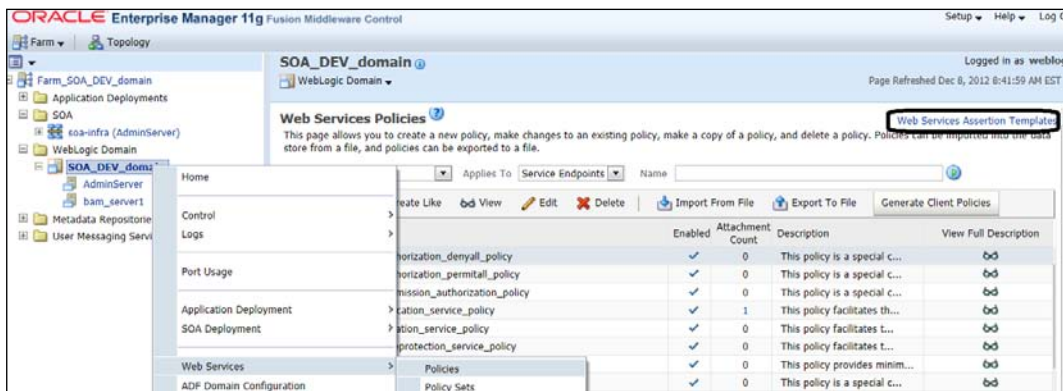 ORACLE Enterprise Manager 11g Fusion Middleware Control
Setup Help Log
Farm Topology
Farm_SOA_DEV_domain
Application Deployments
SOA
soa-infra (AdminServer)
WebLogic Domain
SOA_DEV_doma
AdminServer
bam_server1
Metadata Repositorie
User Messaging Servi
SOA_DEV_domain
WebLogic Domain
Logged in as weblog
Page Refreshed Dec 8, 2012 8:41:59 AM EST
Web Services Policies
Web Services Assertion Templates
This page allows you to create a new policy, make changes to an existing policy, make a copy of a policy, and delete a policy. Policies can be imported into the data
store from a file, and policies can be exported to a file.
Applies To Service Endpoints Name
eate Like View Edit Delete Import From File Export To File Generate Client Policies
Enabled Attachment Count Description View Full Description
horization_denyall_policy 0 This policy is a special c...
horization_permitall_policy 0 This policy is a special c...
mission_authorization_policy 0 This policy is a special c...
cation_service_policy 1 This policy facilitates th...
ation_service_policy 0 This policy facilitates t...
protection_service_policy 0 This policy facilitates t...
0 This policy provides minim...
0 This policy is a special c...
Home
Control
Logs
Port Usage
Application Deployment
SOA Deployment
Web Services
ADF Domain Configuration
Policies
Policy Sets